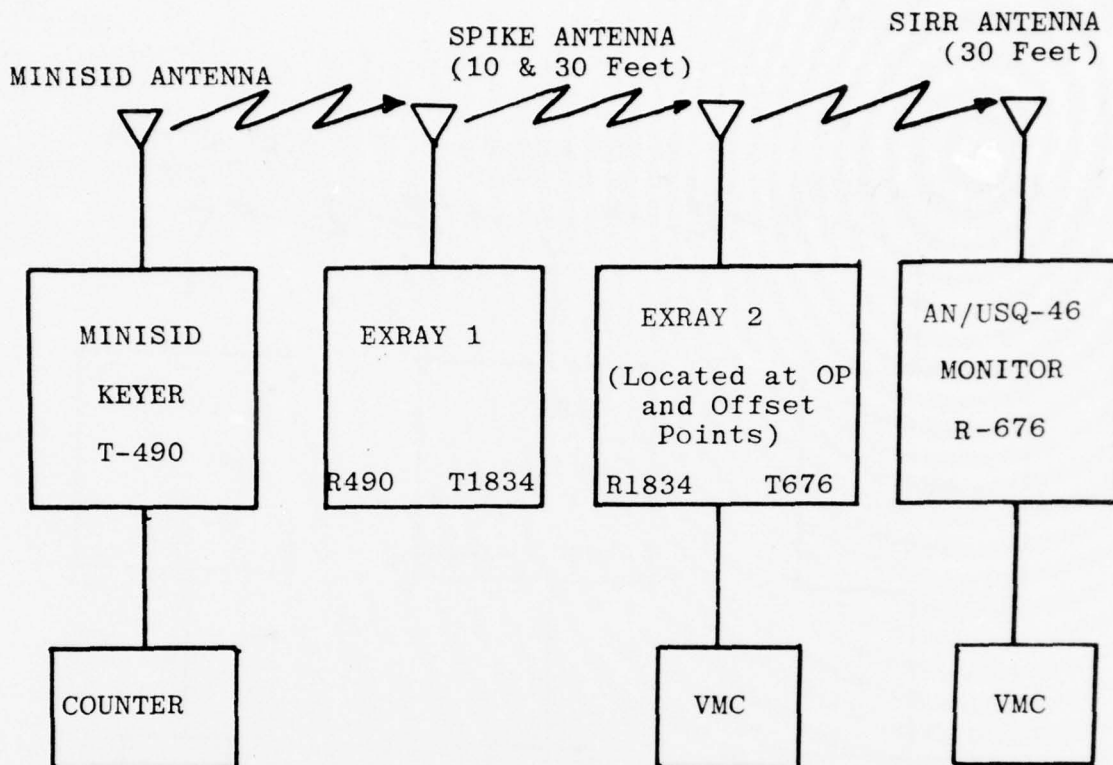 MINISID ANTENNA
SPIKE ANTENNA
(10 & 30 Feet)
SIRR ANTENNA
(30 Feet)
MINISID
KEYER
T-490
EXRAY 1
R490 T1834
EXRAY 2
(Located at OP
and Offset
Points)
R1834 T676
AN/USQ-46
MONITOR
R-676
COUNTER
VMC
VMC